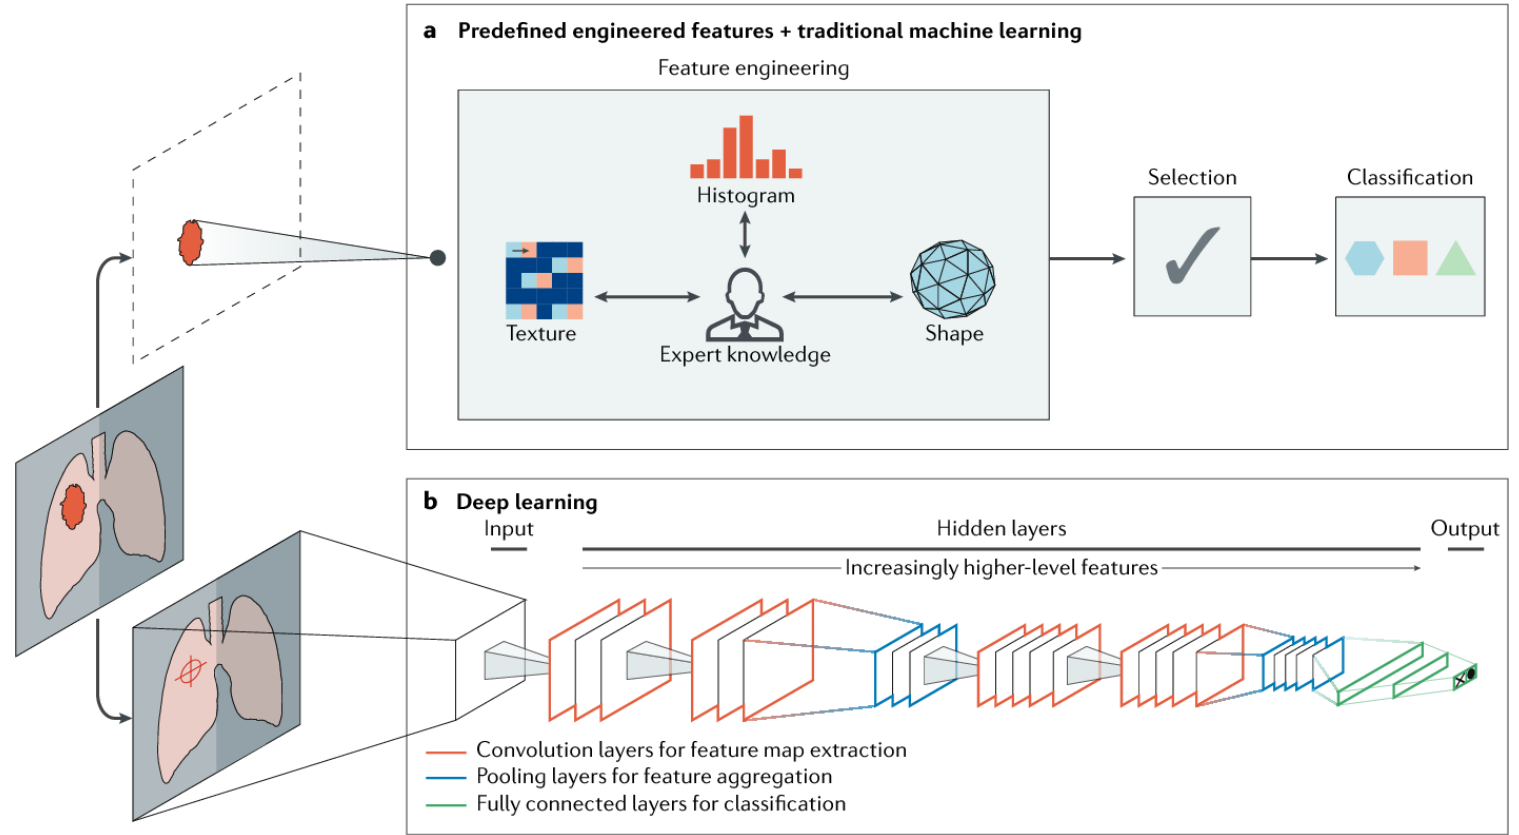 a Predefined engineered features + traditional machine learning
Feature engineering
Histogram
Texture
Expert knowledge
Shape
Selection
Classification
b Deep learning
Input
Hidden layers
Output
Increasingly higher-level features
Convolution layers for feature map extraction
Pooling layers for feature aggregation
Fully connected layers for classification